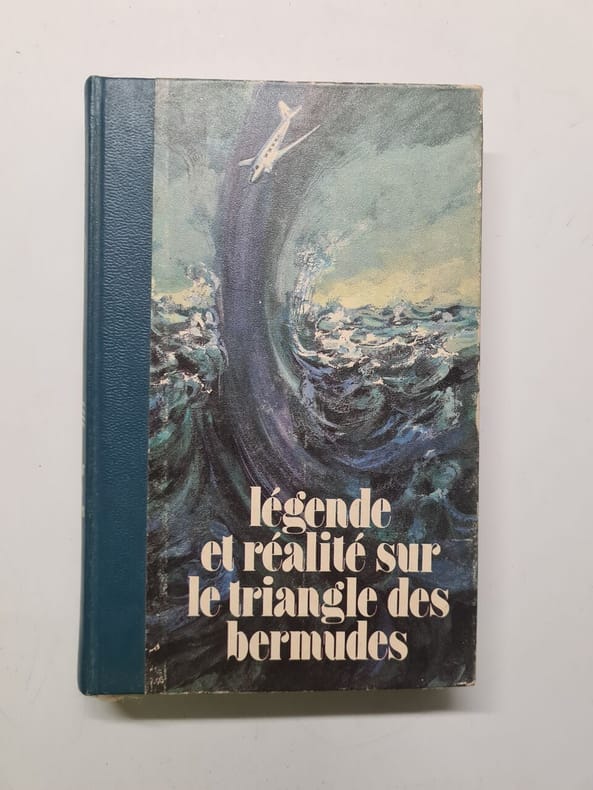 légende
et réalité sur
le triangle des
bermudes